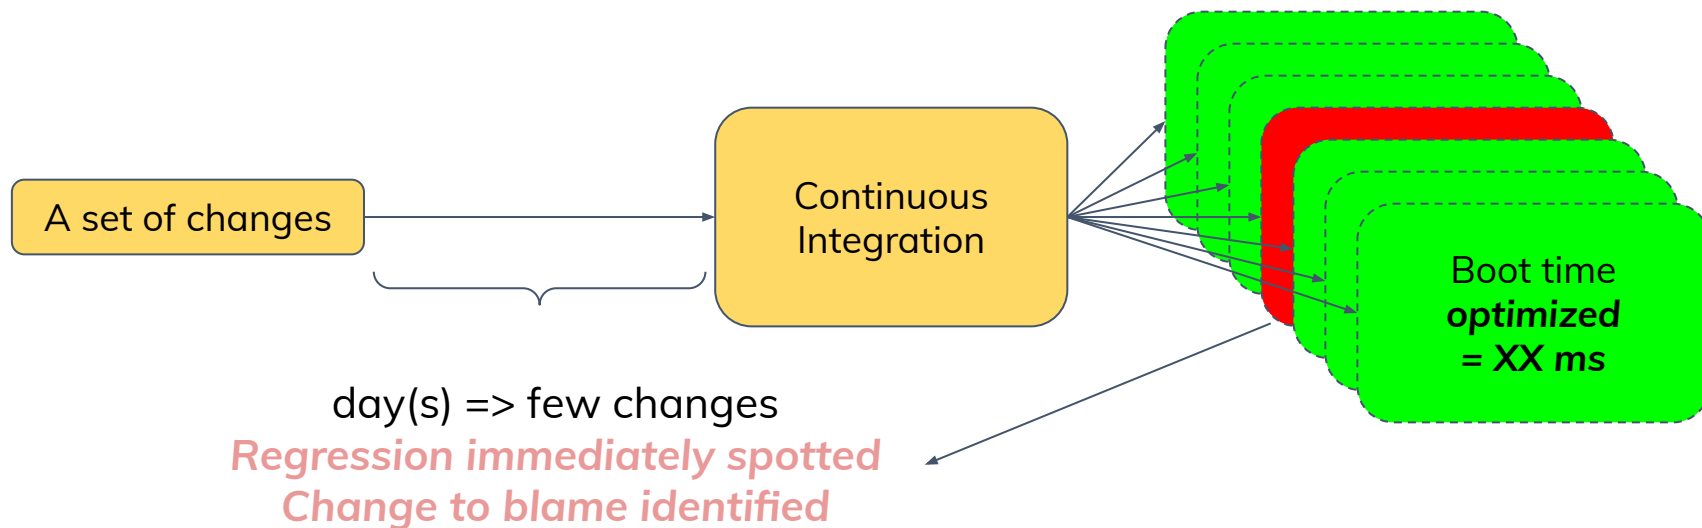 A set of changes
Continuous
Integration
Boot time
optimized
= XX ms
day(s) => few changes
Regression immediately spotted
Change to blame identified